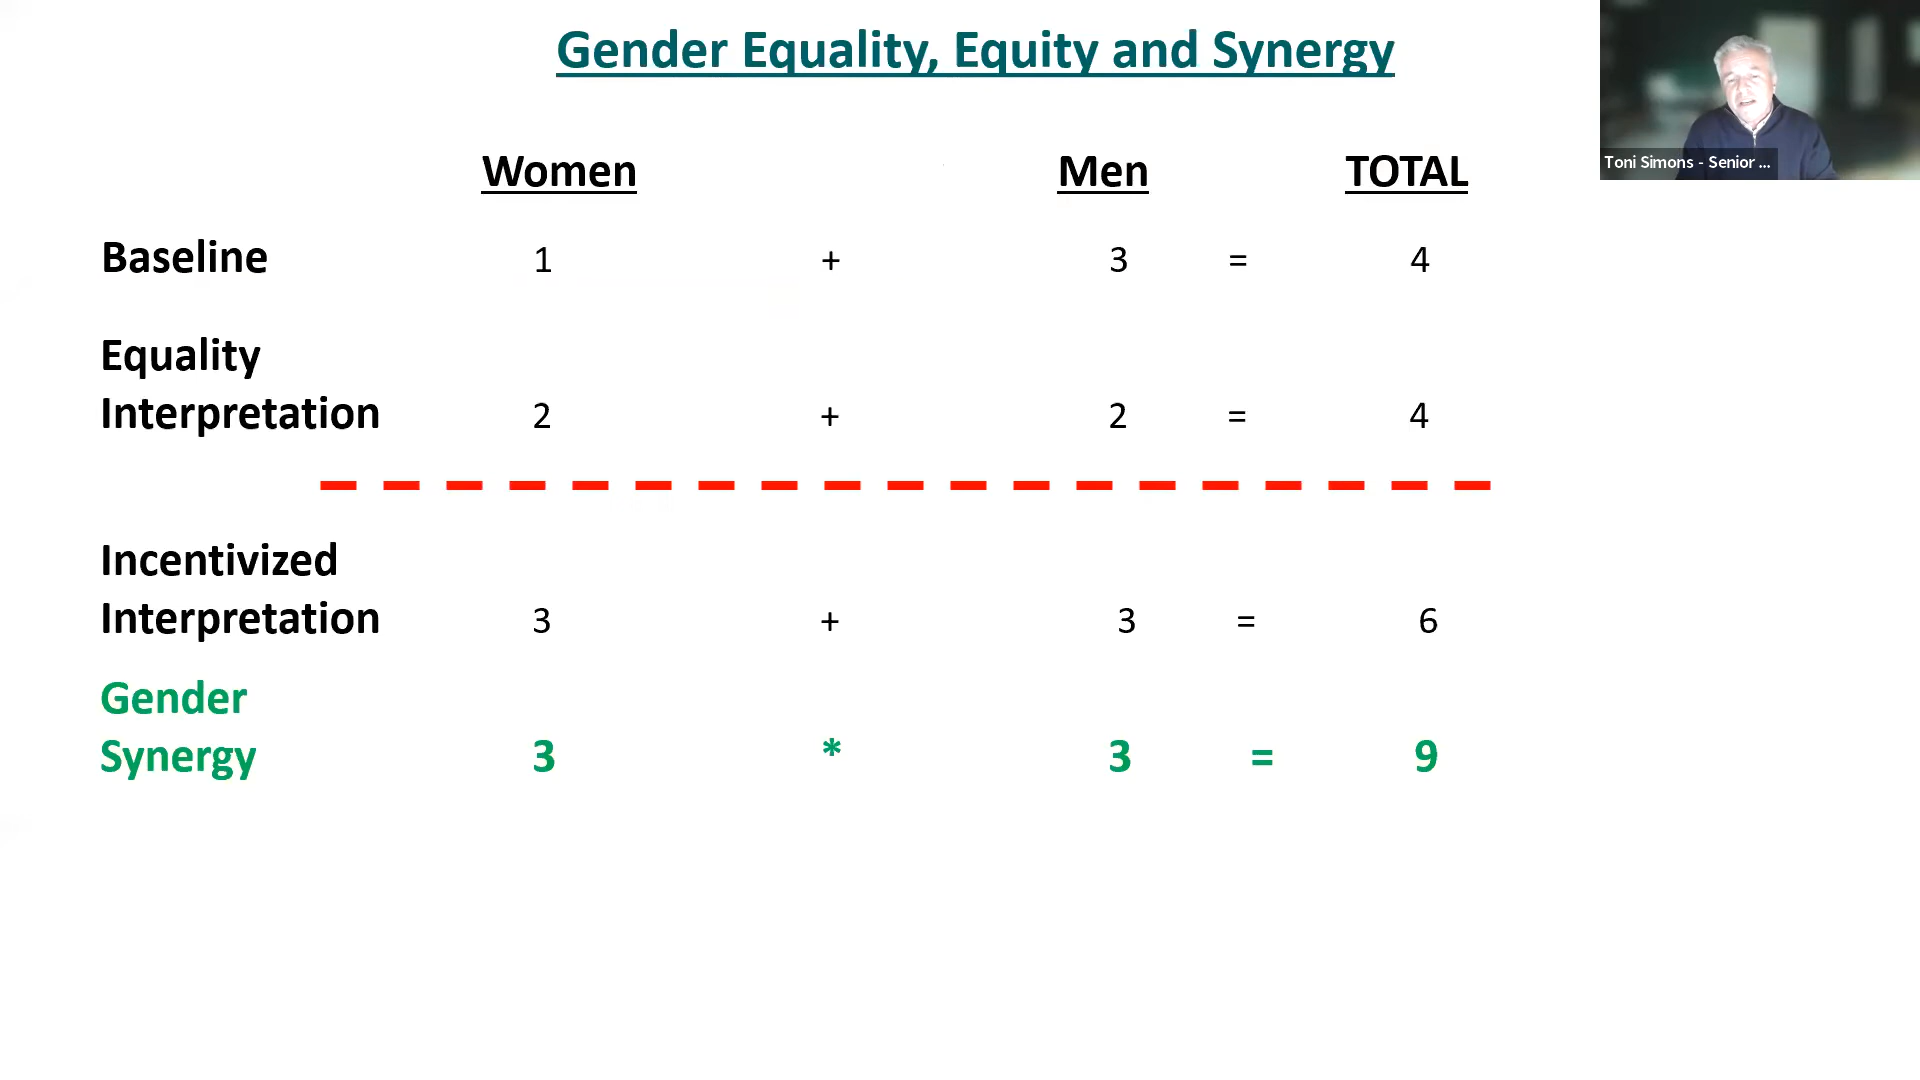 Gender Equality, Equity and Synergy
Toni Simons - Senior ...
Women Men TOTAL
Baseline 1 + 3 = 4
Equality
Interpretation 2 + 2 = 4
Incentivized
Interpretation 3 + 3 = 6
Gender
Synergy 3 * 3 = 9